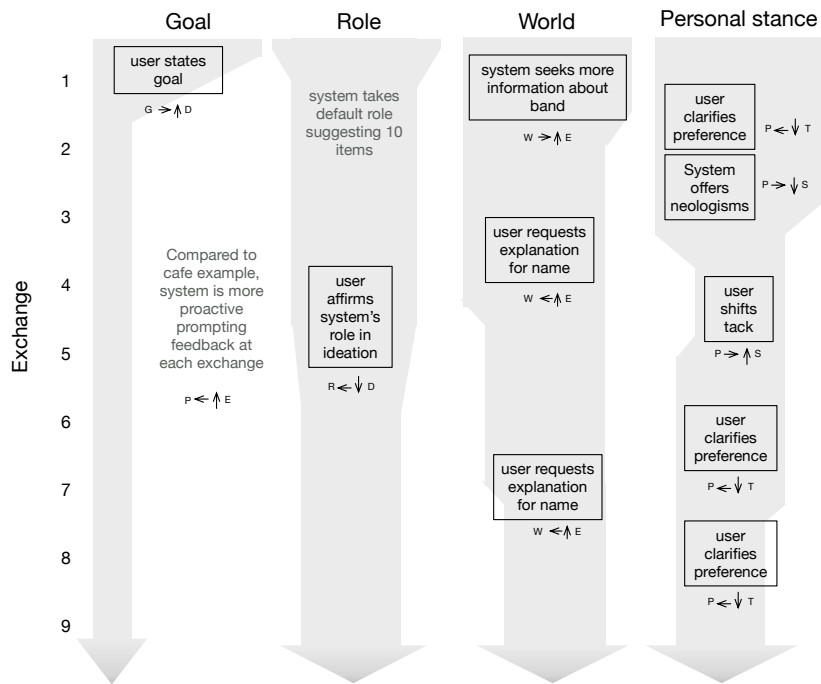 Goal
Role
World
Personal stance
Exchange
1
2
3
4
5
6
7
8
9
user states
goal
G → ↑ D
Compared to
cafe example,
system is more
proactive
prompting
feedback at
each exchange
P ← ↑ E
system takes
default role
suggesting 10
items
user
affirms
system's
role in
ideation
R ← ↓ D
system seeks more
information about
band
W → ↑ E
user requests
explanation
for name
W ← ↑ E
user requests
explanation
for name
W ← ↑ E
user
clarifies
preference
P ← ↓ T
System
offers
neologisms
P → ↓ S
user
shifts
tack
P → ↑ S
user
clarifies
preference
P ← ↓ T
user
clarifies
preference
P ← ↓ T